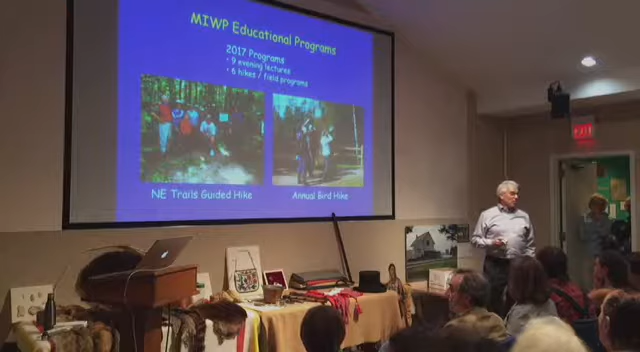 MIWP Educational Programs
2017 Programs
• 9 evening lectures
• 6 hikes / field programs
NE Trails Guided Hike
Annual Bird Hike
EXIT